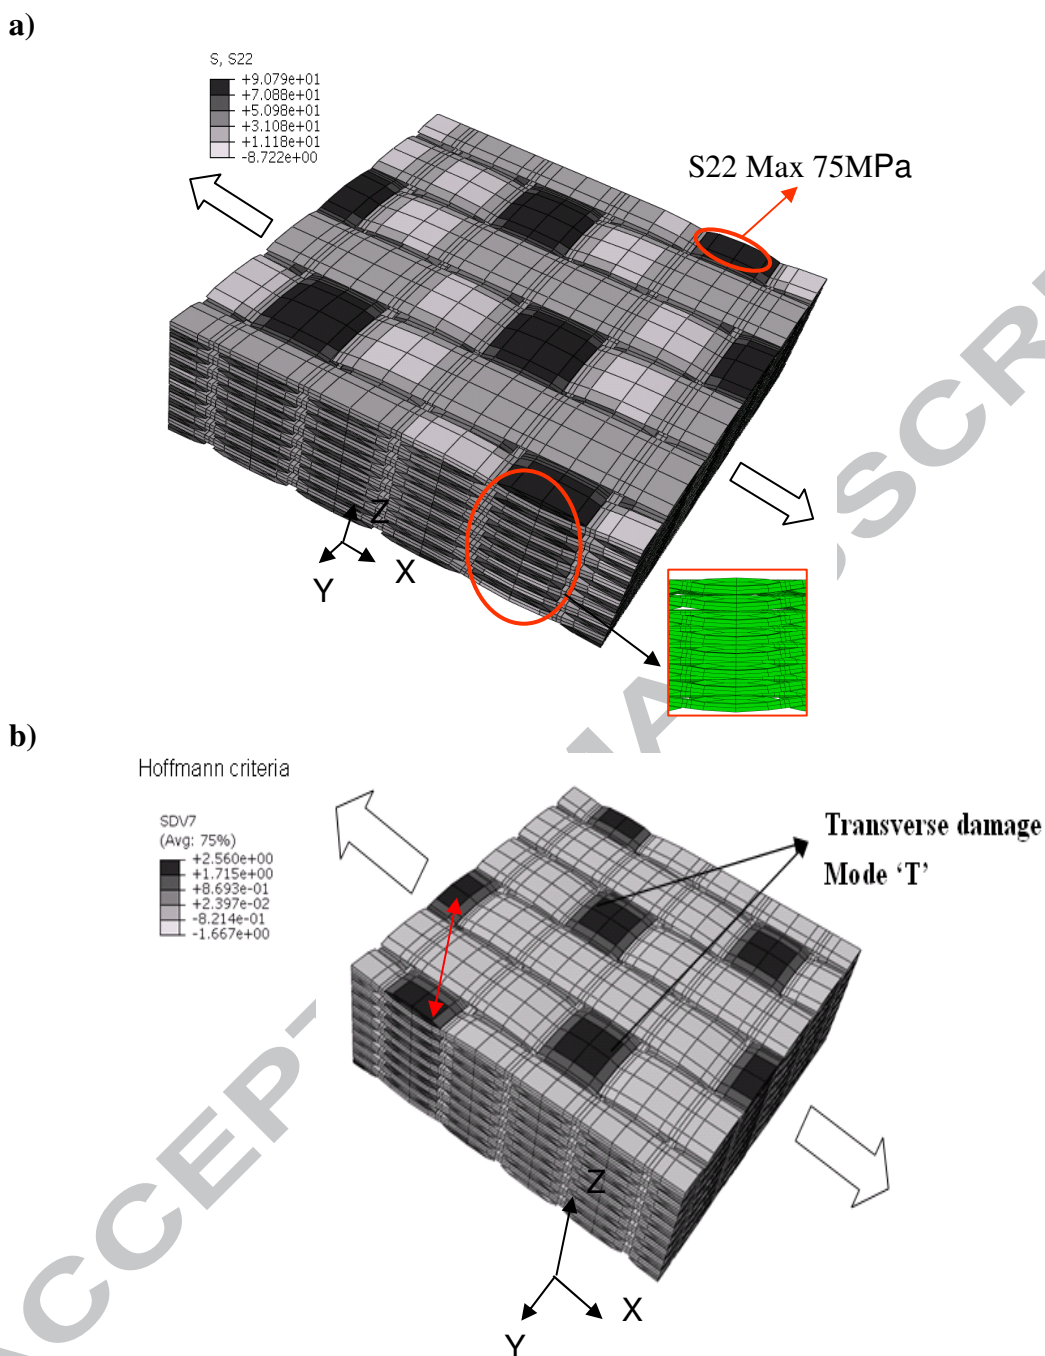 a)
S, S22
+9.079e+01
+7.088e+01
+5.098e+01
+3.108e+01
+1.118e+01
-8.722e+00
S22 Max 75MPa
Z
Y
X
b)
Hoffmann criteria
SDV7
(Avg: 75%)
+2.560e+00
+1.715e+00
+8.693e-01
+2.397e-02
-8.214e-01
-1.667e+00
Transverse damage
Mode ‘T’
Z
X
Y